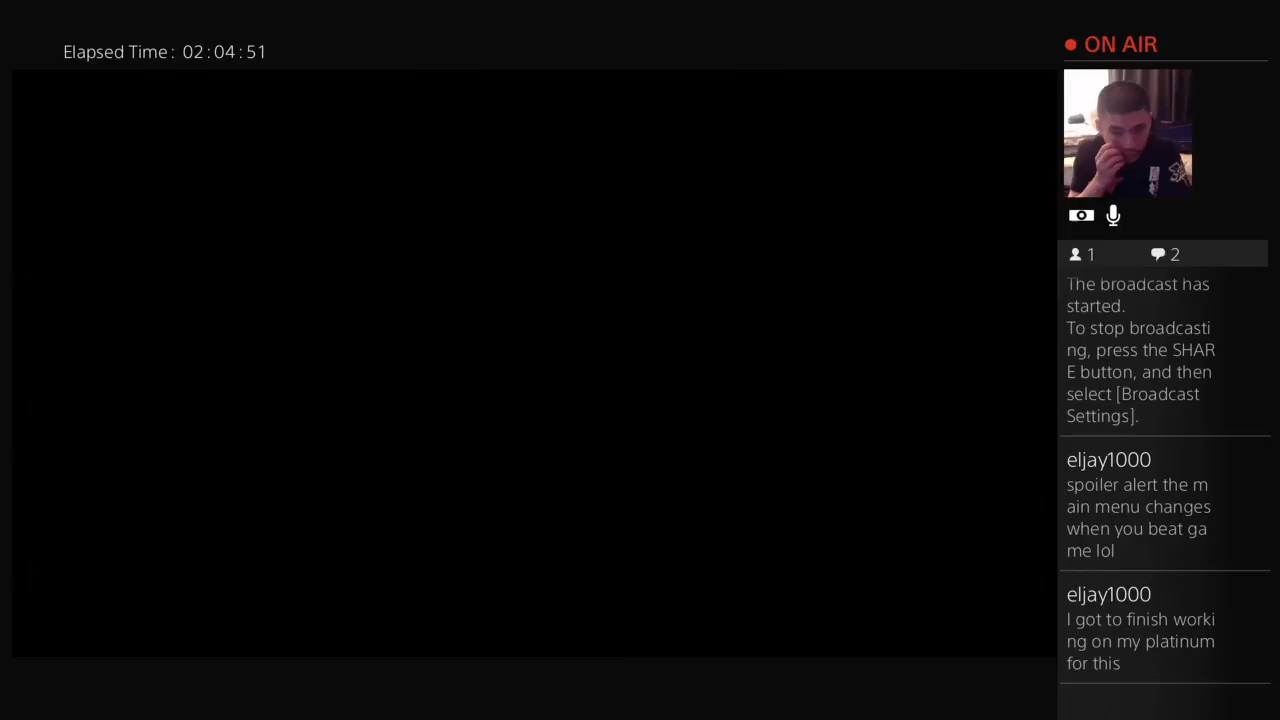 Elapsed Time: 02:04:51
ON AIR
1
2
The broadcast has
started.
To stop broadcasti
ng, press the SHAR
E button, and then
select [Broadcast
Settings].
eljay1000
spoiler alert the m
ain menu changes
when you beat ga
me lol
eljay1000
I got to finish worki
ng on my platinum
for this